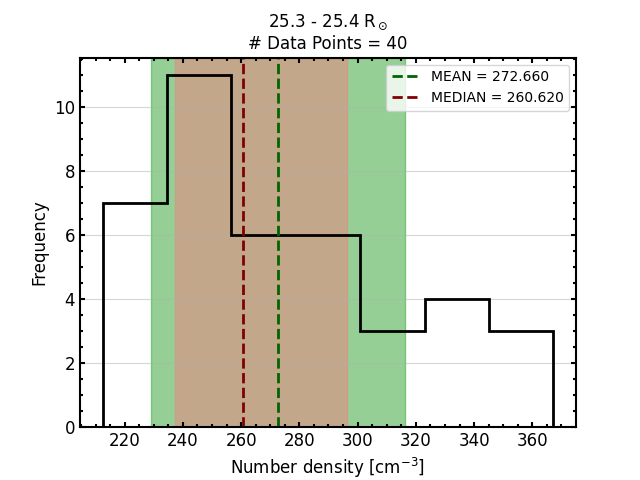 25.3 - 25.4 R⊙
# Data Points = 40
MEAN = 272.660
MEDIAN = 260.620
Frequency
10
8
6
4
2
0
220 240 260 280 300 320 340 360
Number density [cm⁻³]